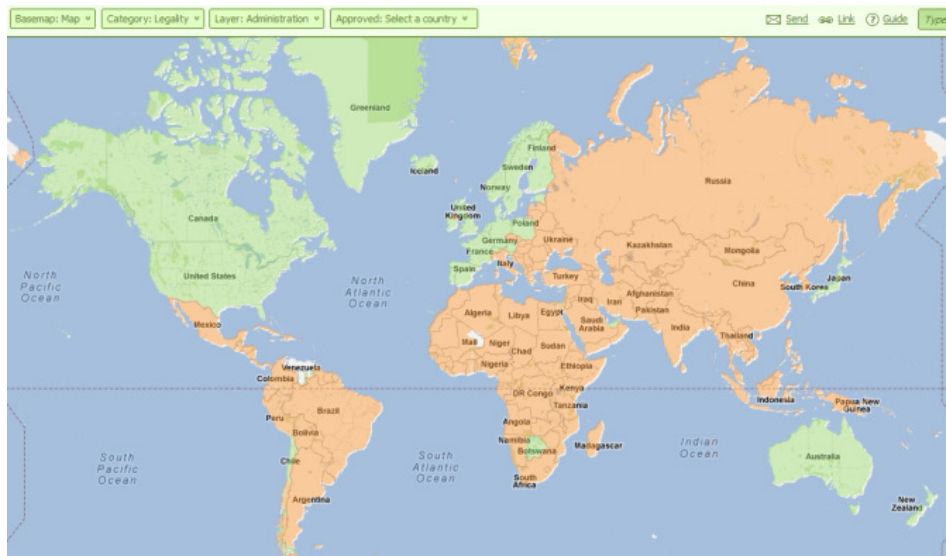 Basemap: Map Category: Legality Layer: Administration Approved: Select a country Send Link Guide Type
Greenland
Finland
Iceland
Sweden
Norway
Russia
Canada
United
Kingdom
Poland
Germany
Ukraine
France
Kazakhstan
Mongolia
United States
Spain
Italy
North
Pacific
Ocean
North
Atlantic
Ocean
Turkey
China
South Korea
Japan
Iraq
Iran
Afghanistan
Pakistan
Algeria
Libya
Egypt
Saudi
Arabia
India
Mexico
Mali
Niger
Chad
Sudan
Thailand
Venezuela
Colombia
Nigeria
Ethiopia
DR Congo
Kenya
Tanzania
Indonesia
Papua New
Guinea
Brazil
Peru
Bolivia
Angola
Namibia
Botswana
Madagascar
Indian
Ocean
South
Pacific
Ocean
Chile
South
Atlantic
Ocean
South
Africa
Australia
Argentina
New
Zealand